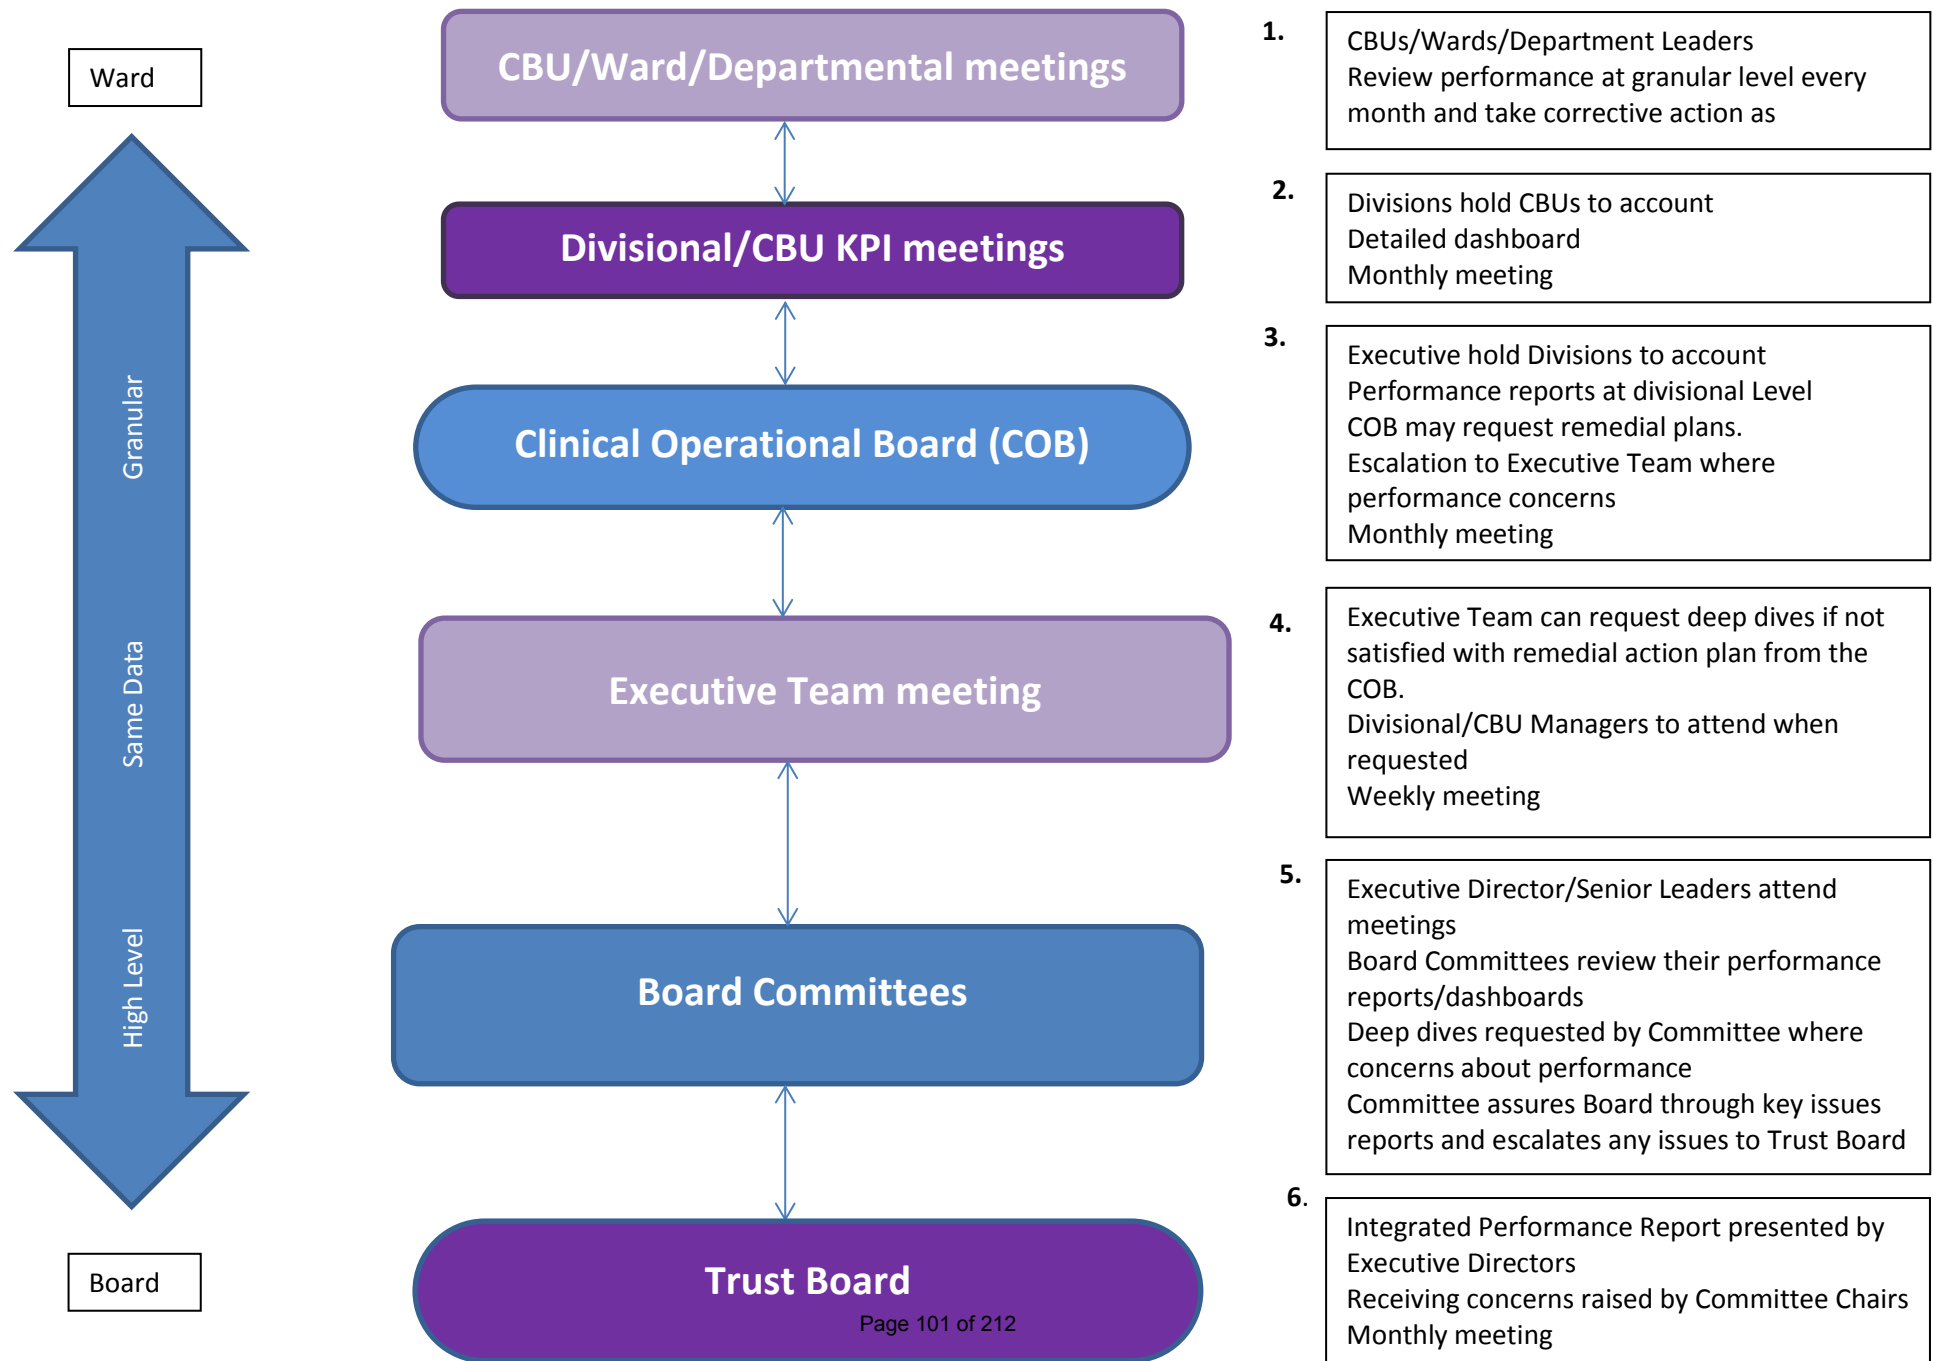 Ward
Granular
Same Data
High Level
Board
CBU/Ward/Departmental meetings
Divisional/CBU KPI meetings
Clinical Operational Board (COB)
Executive Team meeting
Board Committees
Trust Board
Page 101 of 212
1.
CBUs/Wards/Department Leaders
Review performance at granular level every
month and take corrective action as
2.
Divisions hold CBUs to account
Detailed dashboard
Monthly meeting
3.
Executive hold Divisions to account
Performance reports at divisional Level
COB may request remedial plans.
Escalation to Executive Team where
performance concerns
Monthly meeting
4.
Executive Team can request deep dives if not
satisfied with remedial action plan from the
COB.
Divisional/CBU Managers to attend when
requested
Weekly meeting
5.
Executive Director/Senior Leaders attend
meetings
Board Committees review their performance
reports/dashboards
Deep dives requested by Committee where
concerns about performance
Committee assures Board through key issues
reports and escalates any issues to Trust Board
6.
Integrated Performance Report presented by
Executive Directors
Receiving concerns raised by Committee Chairs
Monthly meeting